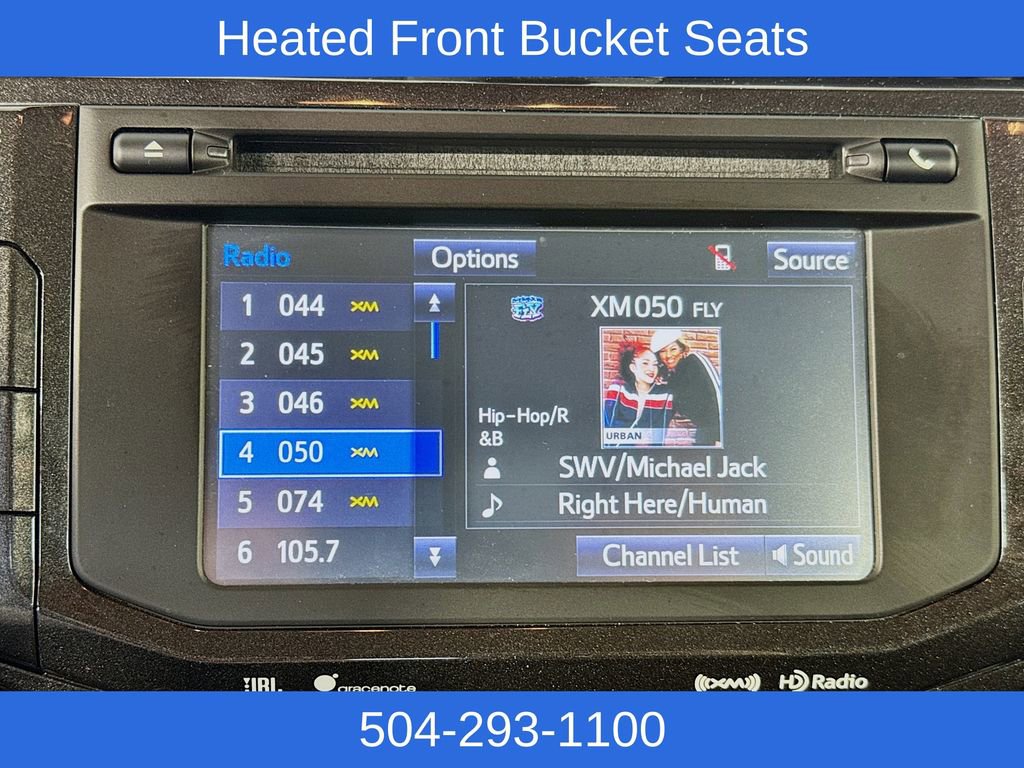 Heated Front Bucket Seats
Radio
Options
Source
1 044 XM
2 045 XM
3 046 XM
4 050 XM
5 074 XM
6 105.7
XM050 FLY
FLY
URBAN
Hip-Hop/R
&B
SWV/Michael Jack
Right Here/Human
Channel List
Sound
JBL
gracenote
((XM))
HD Radio
504-293-1100